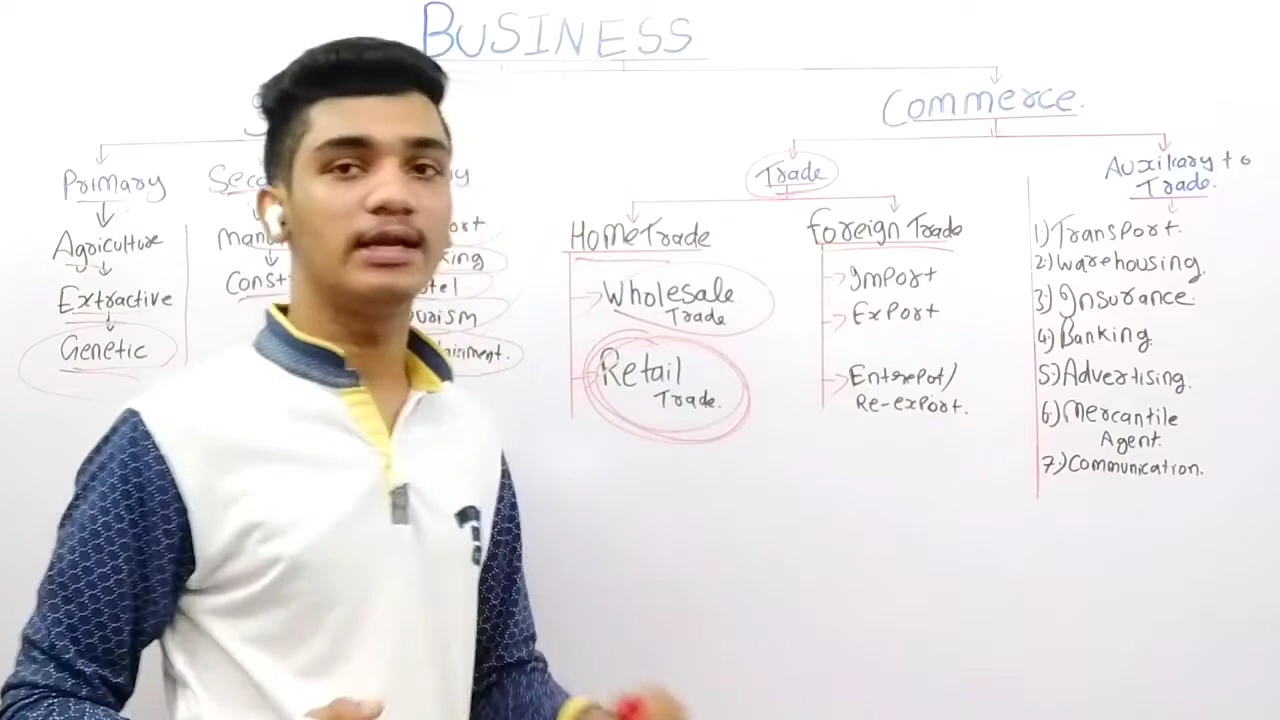 BUSINESS
Commerce.
Trade
Auxiliary to
Trade.
Primary
Home Trade
Foreign Trade
Agriculture
Extractive
Genetic
Wholesale
Trade
Retail
Trade.
Import
Export
Entrepot/
Re-export.
1) Transport.
2) Warehousing.
3) Insurance.
4) Banking.
5) Advertising.
6) Mercantile
Agent.
7) Communication.